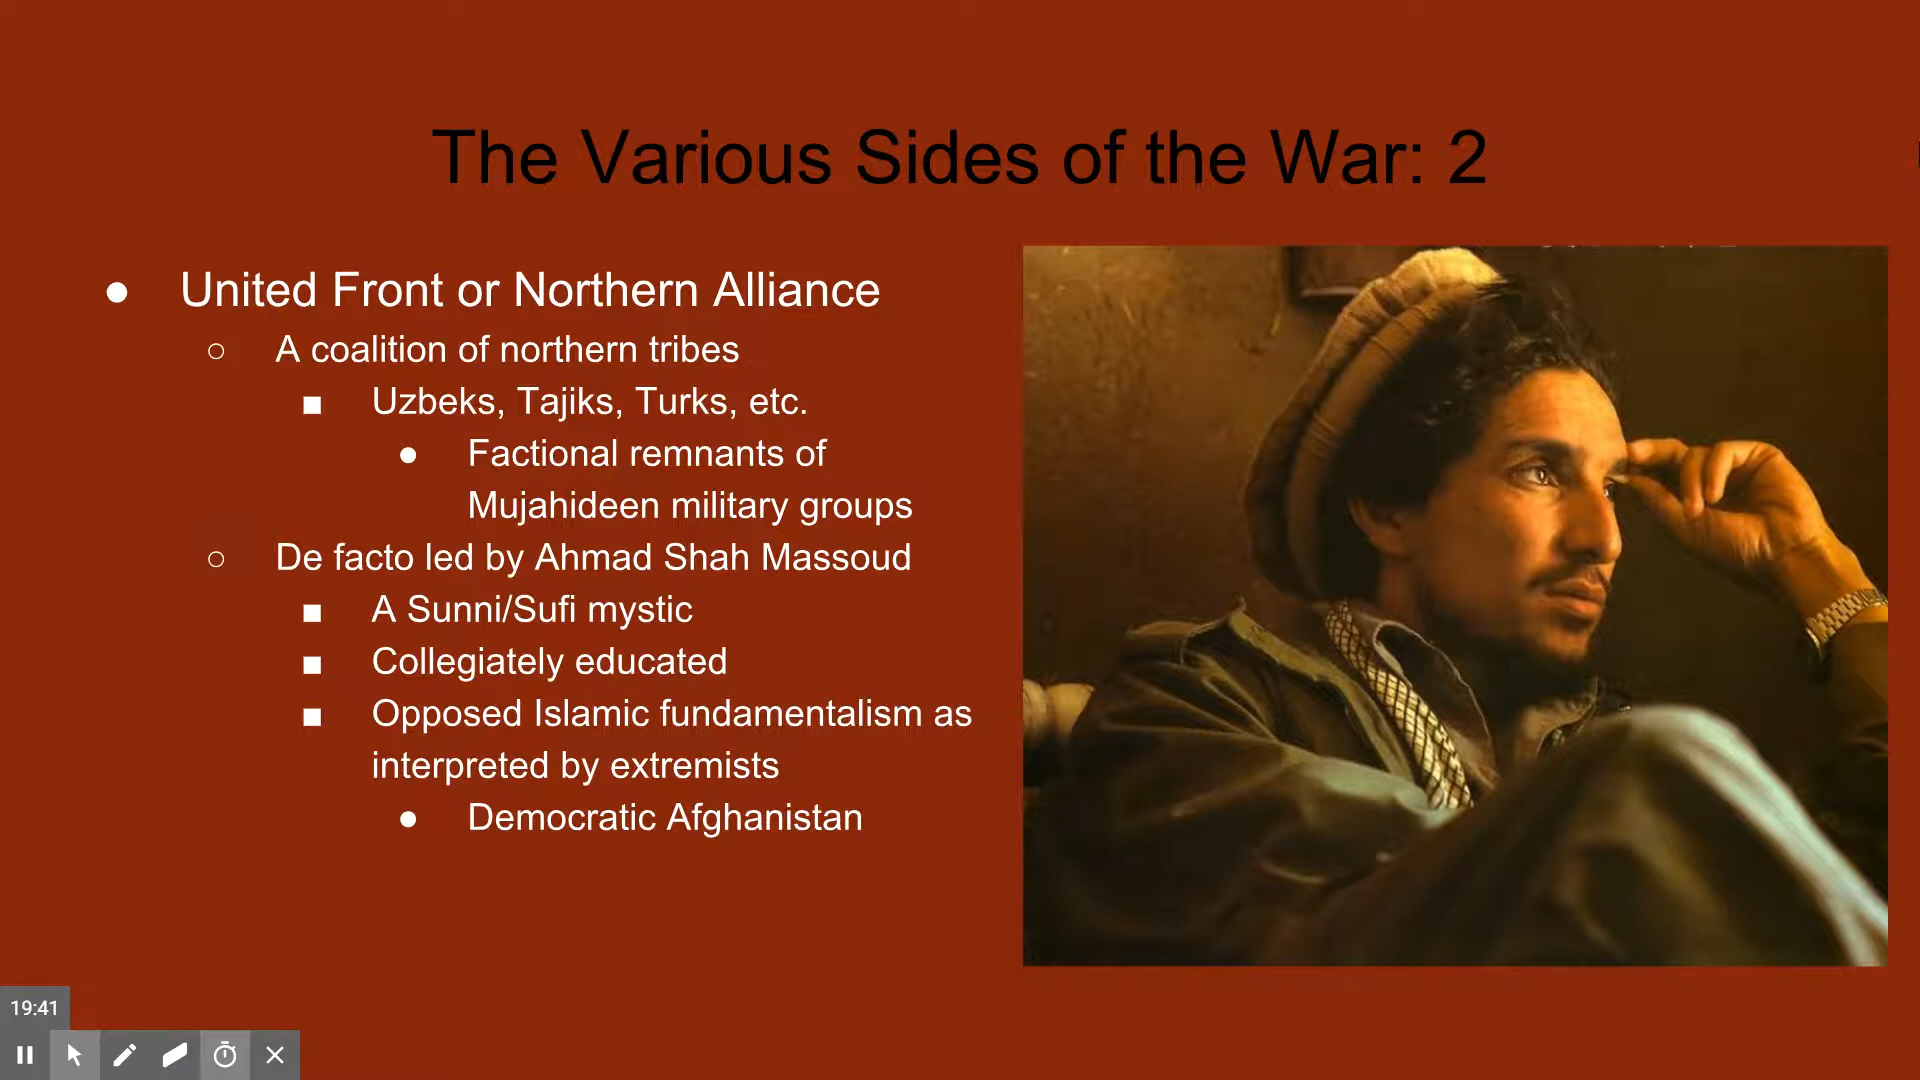 The Various Sides of the War: 2
● United Front or Northern Alliance
○ A coalition of northern tribes
■ Uzbeks, Tajiks, Turks, etc.
● Factional remnants of
Mujahideen military groups
○ De facto led by Ahmad Shah Massoud
■ A Sunni/Sufi mystic
■ Collegiately educated
■ Opposed Islamic fundamentalism as
interpreted by extremists
● Democratic Afghanistan
19:41